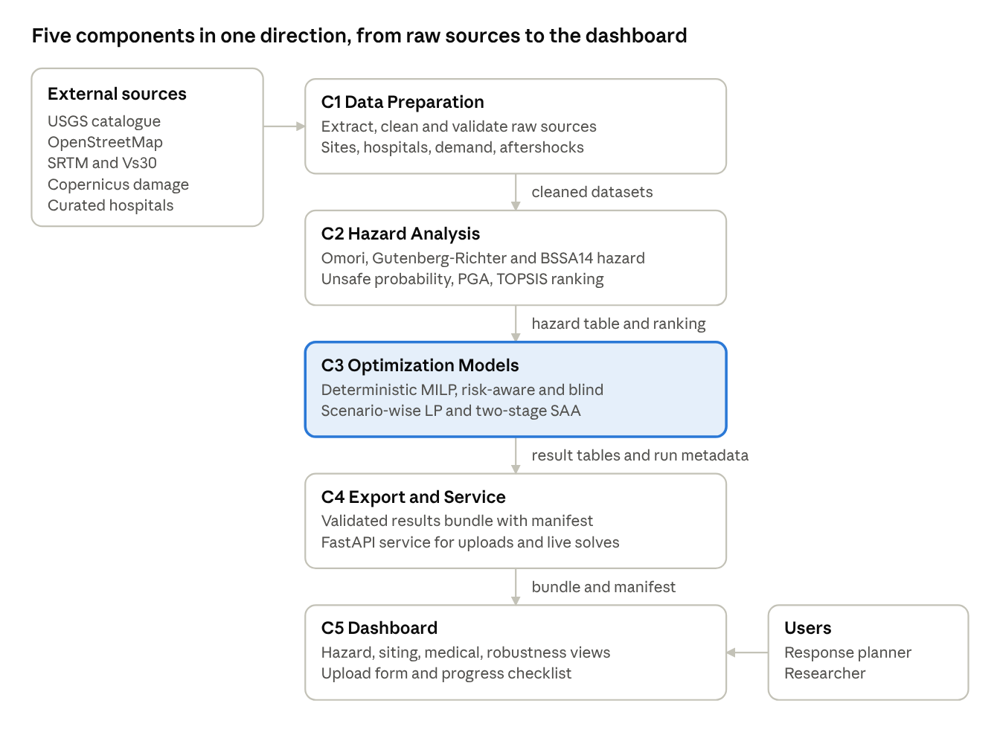 Five components in one direction, from raw sources to the dashboard
External sources
USGS catalogue
OpenStreetMap
SRTM and Vs30
Copernicus damage
Curated hospitals
C1 Data Preparation
Extract, clean and validate raw sources
Sites, hospitals, demand, aftershocks
cleaned datasets
C2 Hazard Analysis
Omori, Gutenberg-Richter and BSSA14 hazard
Unsafe probability, PGA, TOPSIS ranking
hazard table and ranking
C3 Optimization Models
Deterministic MILP, risk-aware and blind
Scenario-wise LP and two-stage SAA
result tables and run metadata
C4 Export and Service
Validated results bundle with manifest
FastAPI service for uploads and live solves
bundle and manifest
C5 Dashboard
Hazard, siting, medical, robustness views
Upload form and progress checklist
Users
Response planner
Researcher